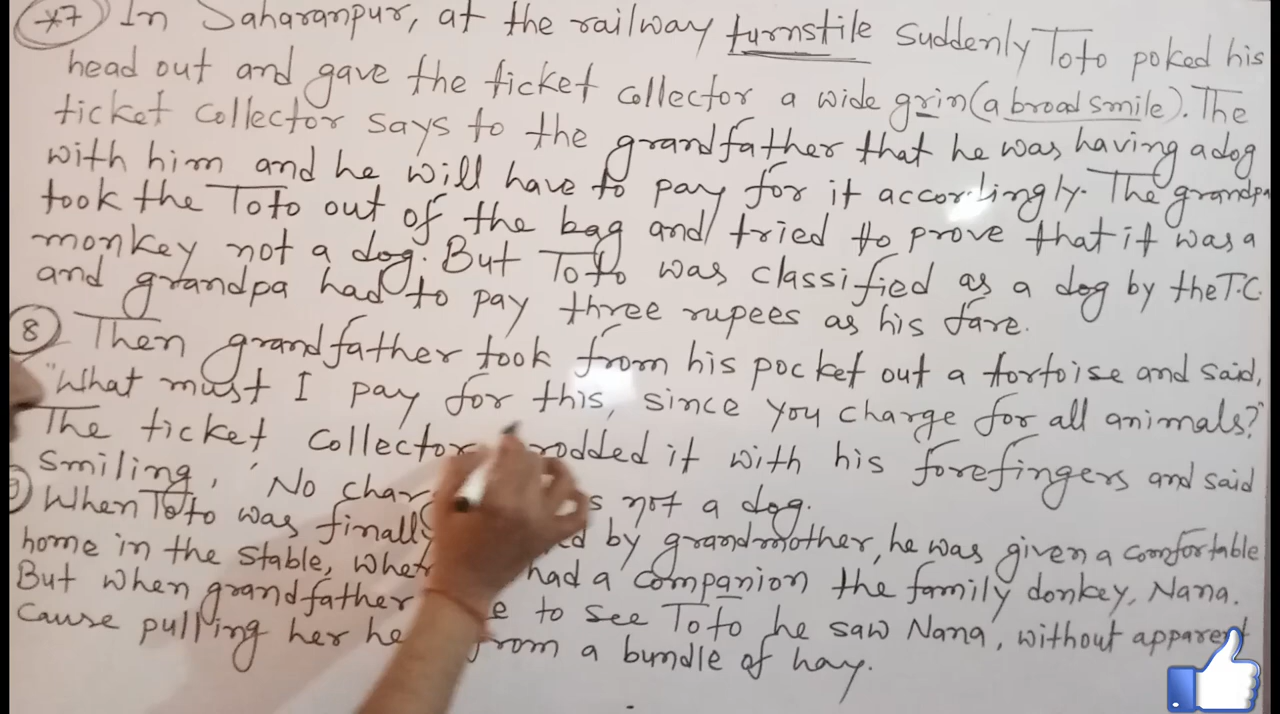 *7 In Saharanpur, at the railway turnstile suddenly Toto poked his
head out and gave the ticket collector a wide grin (a broad smile). The
ticket collector says to the grandfather that he was having a dog
with him and he will have to pay for it accordingly. The grandpa
took the Toto out of the bag and tried to prove that it was a
monkey not a dog. But Toto was classified as a dog by the T.C.
and grandpa had to pay three rupees as his fare.
8 Then grandfather took from his pocket out a tortoise and said,
"What must I pay for this, since you charge for all animals?"
The ticket collector prodded it with his forefingers and said
smiling, 'No not a dog.
When Toto was finally by grandmother, he was given a comfortable
home in the stable, had a companion the family donkey, Nana.
But when grandfather to see Toto he saw Nana, without apparent
cause pulling her from a bundle of hay.